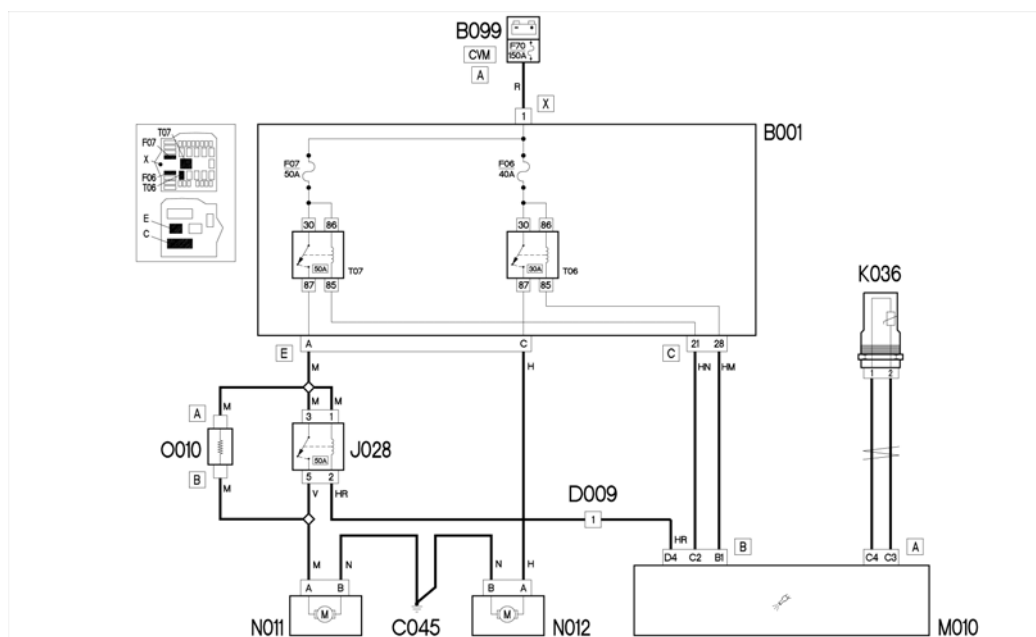 B099
F70
150A
CVM
A
R
X
1
B001
T07
F07
X
F06
T06
E
C
F07
50A
F06
40A
30 86
30 86
50A
T07
30A
T06
87 85
87 85
K036
E
A
C
C
21 28
1 2
M
H
HN
HM
A
M
M
M
3 1
O010
50A
J028
B
M
5 2
V
HR
D009
1
HR
B
A
D4 C2 B1
C4 C3
M
N
N
H
A B
B A
M
M
N011
C045
N012
M010